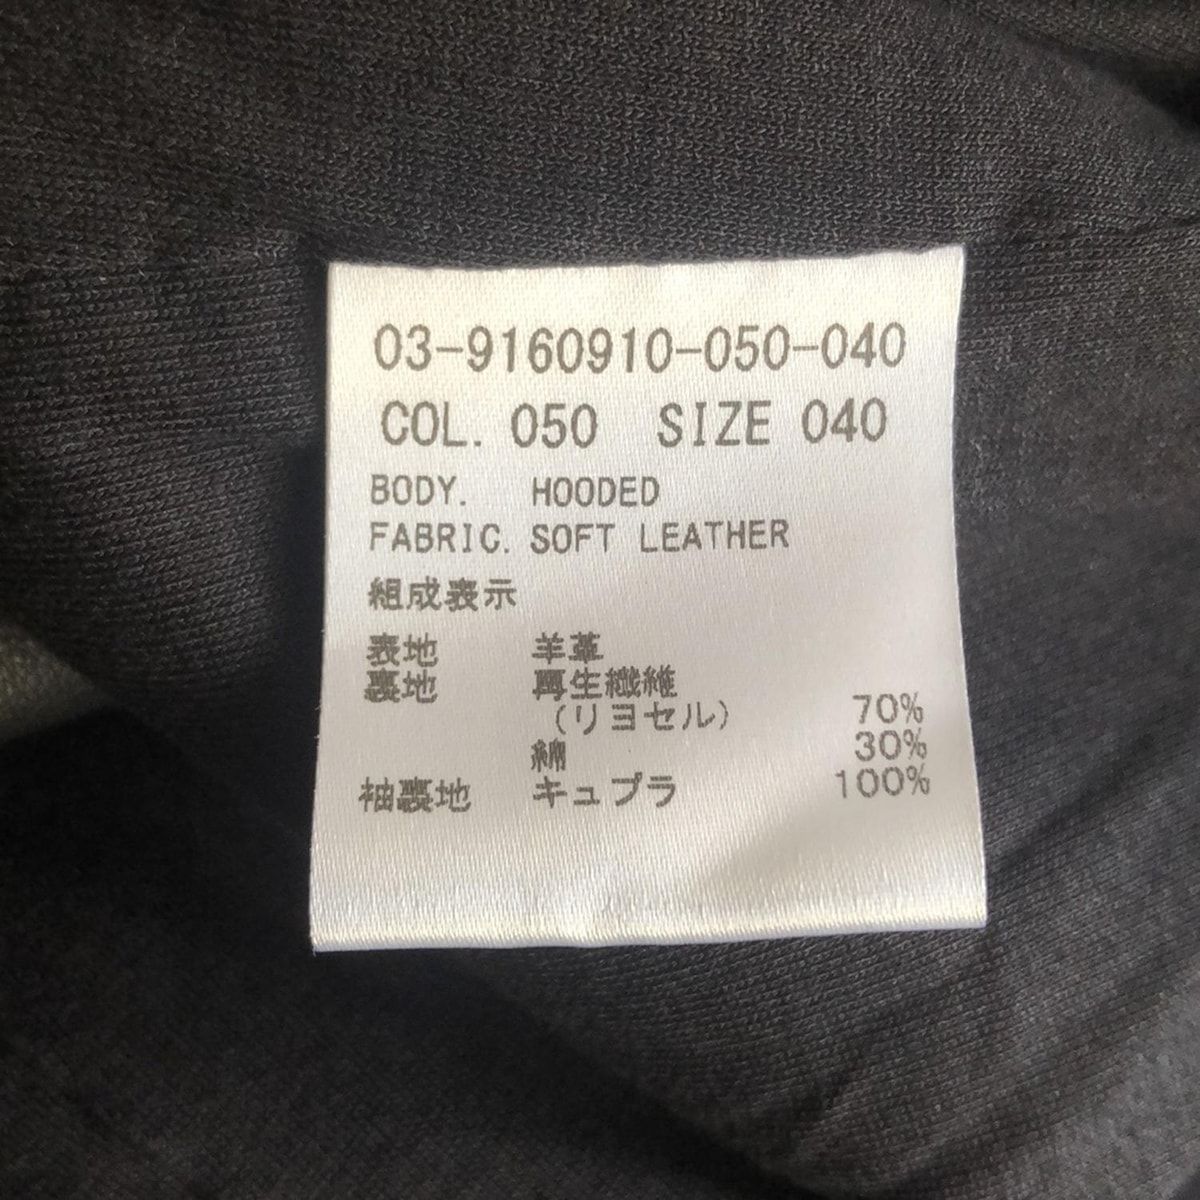 03-9160910-050-040
COL. 050 SIZE 040
BODY. HOODED
FABRIC. SOFT LEATHER
組成表示
表地 羊革
裏地 再生繊維
(リヨセル) 70%
綿 30%
袖裏地 キュプラ 100%